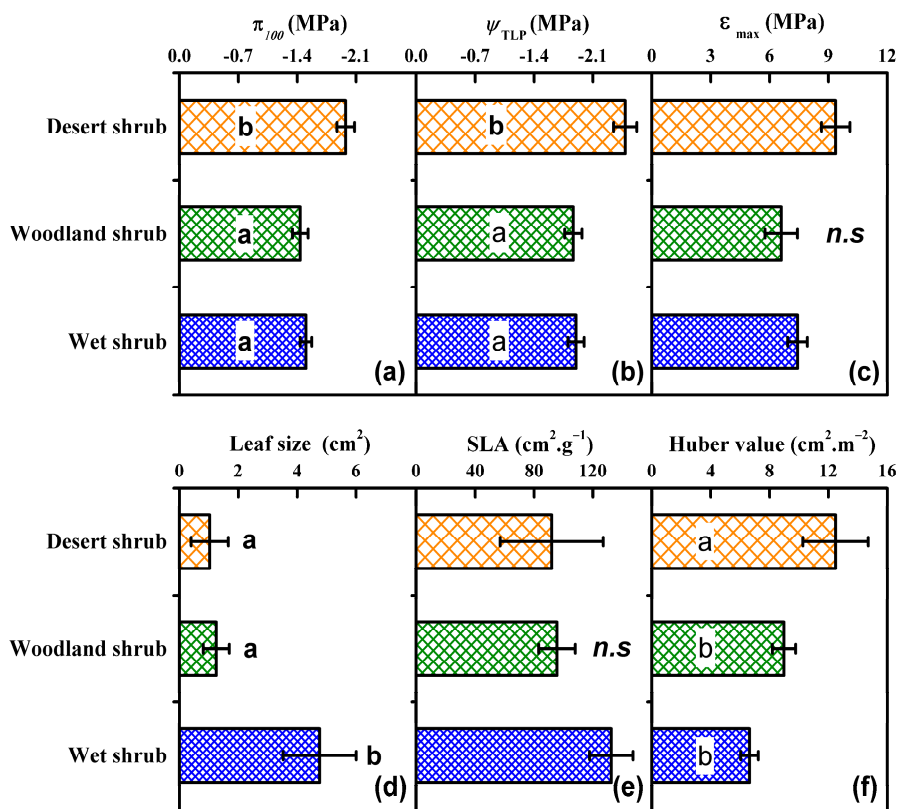 π100 (MPa) ψTLP (MPa) εmax (MPa)
0.0 -0.7 -1.4 -2.1 0.0 -0.7 -1.4 -2.1 0 3 6 9 12
Desert shrub b b
Woodland shrub a a n.s
Wet shrub a a
(a) (b) (c)
Leaf size (cm²) SLA (cm².g⁻¹) Huber value (cm².m⁻²)
0 2 4 6 0 40 80 120 0 4 8 12 16
Desert shrub a a
Woodland shrub a n.s b
Wet shrub b b
(d) (e) (f)